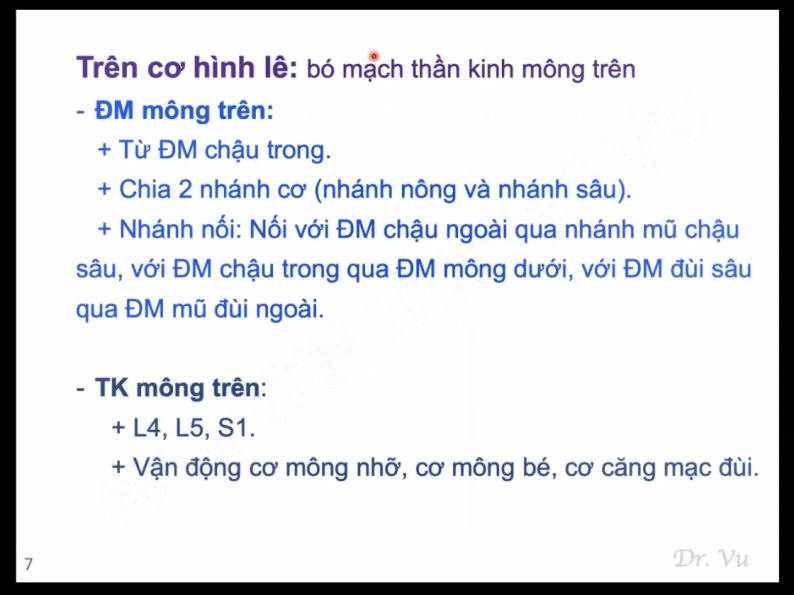 Trên cơ hình lê: bó mạch thần kinh mông trên
- ĐM mông trên:
+ Từ ĐM chậu trong.
+ Chia 2 nhánh cơ (nhánh nông và nhánh sâu).
+ Nhánh nối: Nối với ĐM chậu ngoài qua nhánh mũ chậu
sâu, với ĐM chậu trong qua ĐM mông dưới, với ĐM đùi sâu
qua ĐM mũ đùi ngoài.
- TK mông trên:
+ L4, L5, S1.
+ Vận động cơ mông nhỡ, cơ mông bé, cơ căng mạc đùi.
7
Dr. Vu